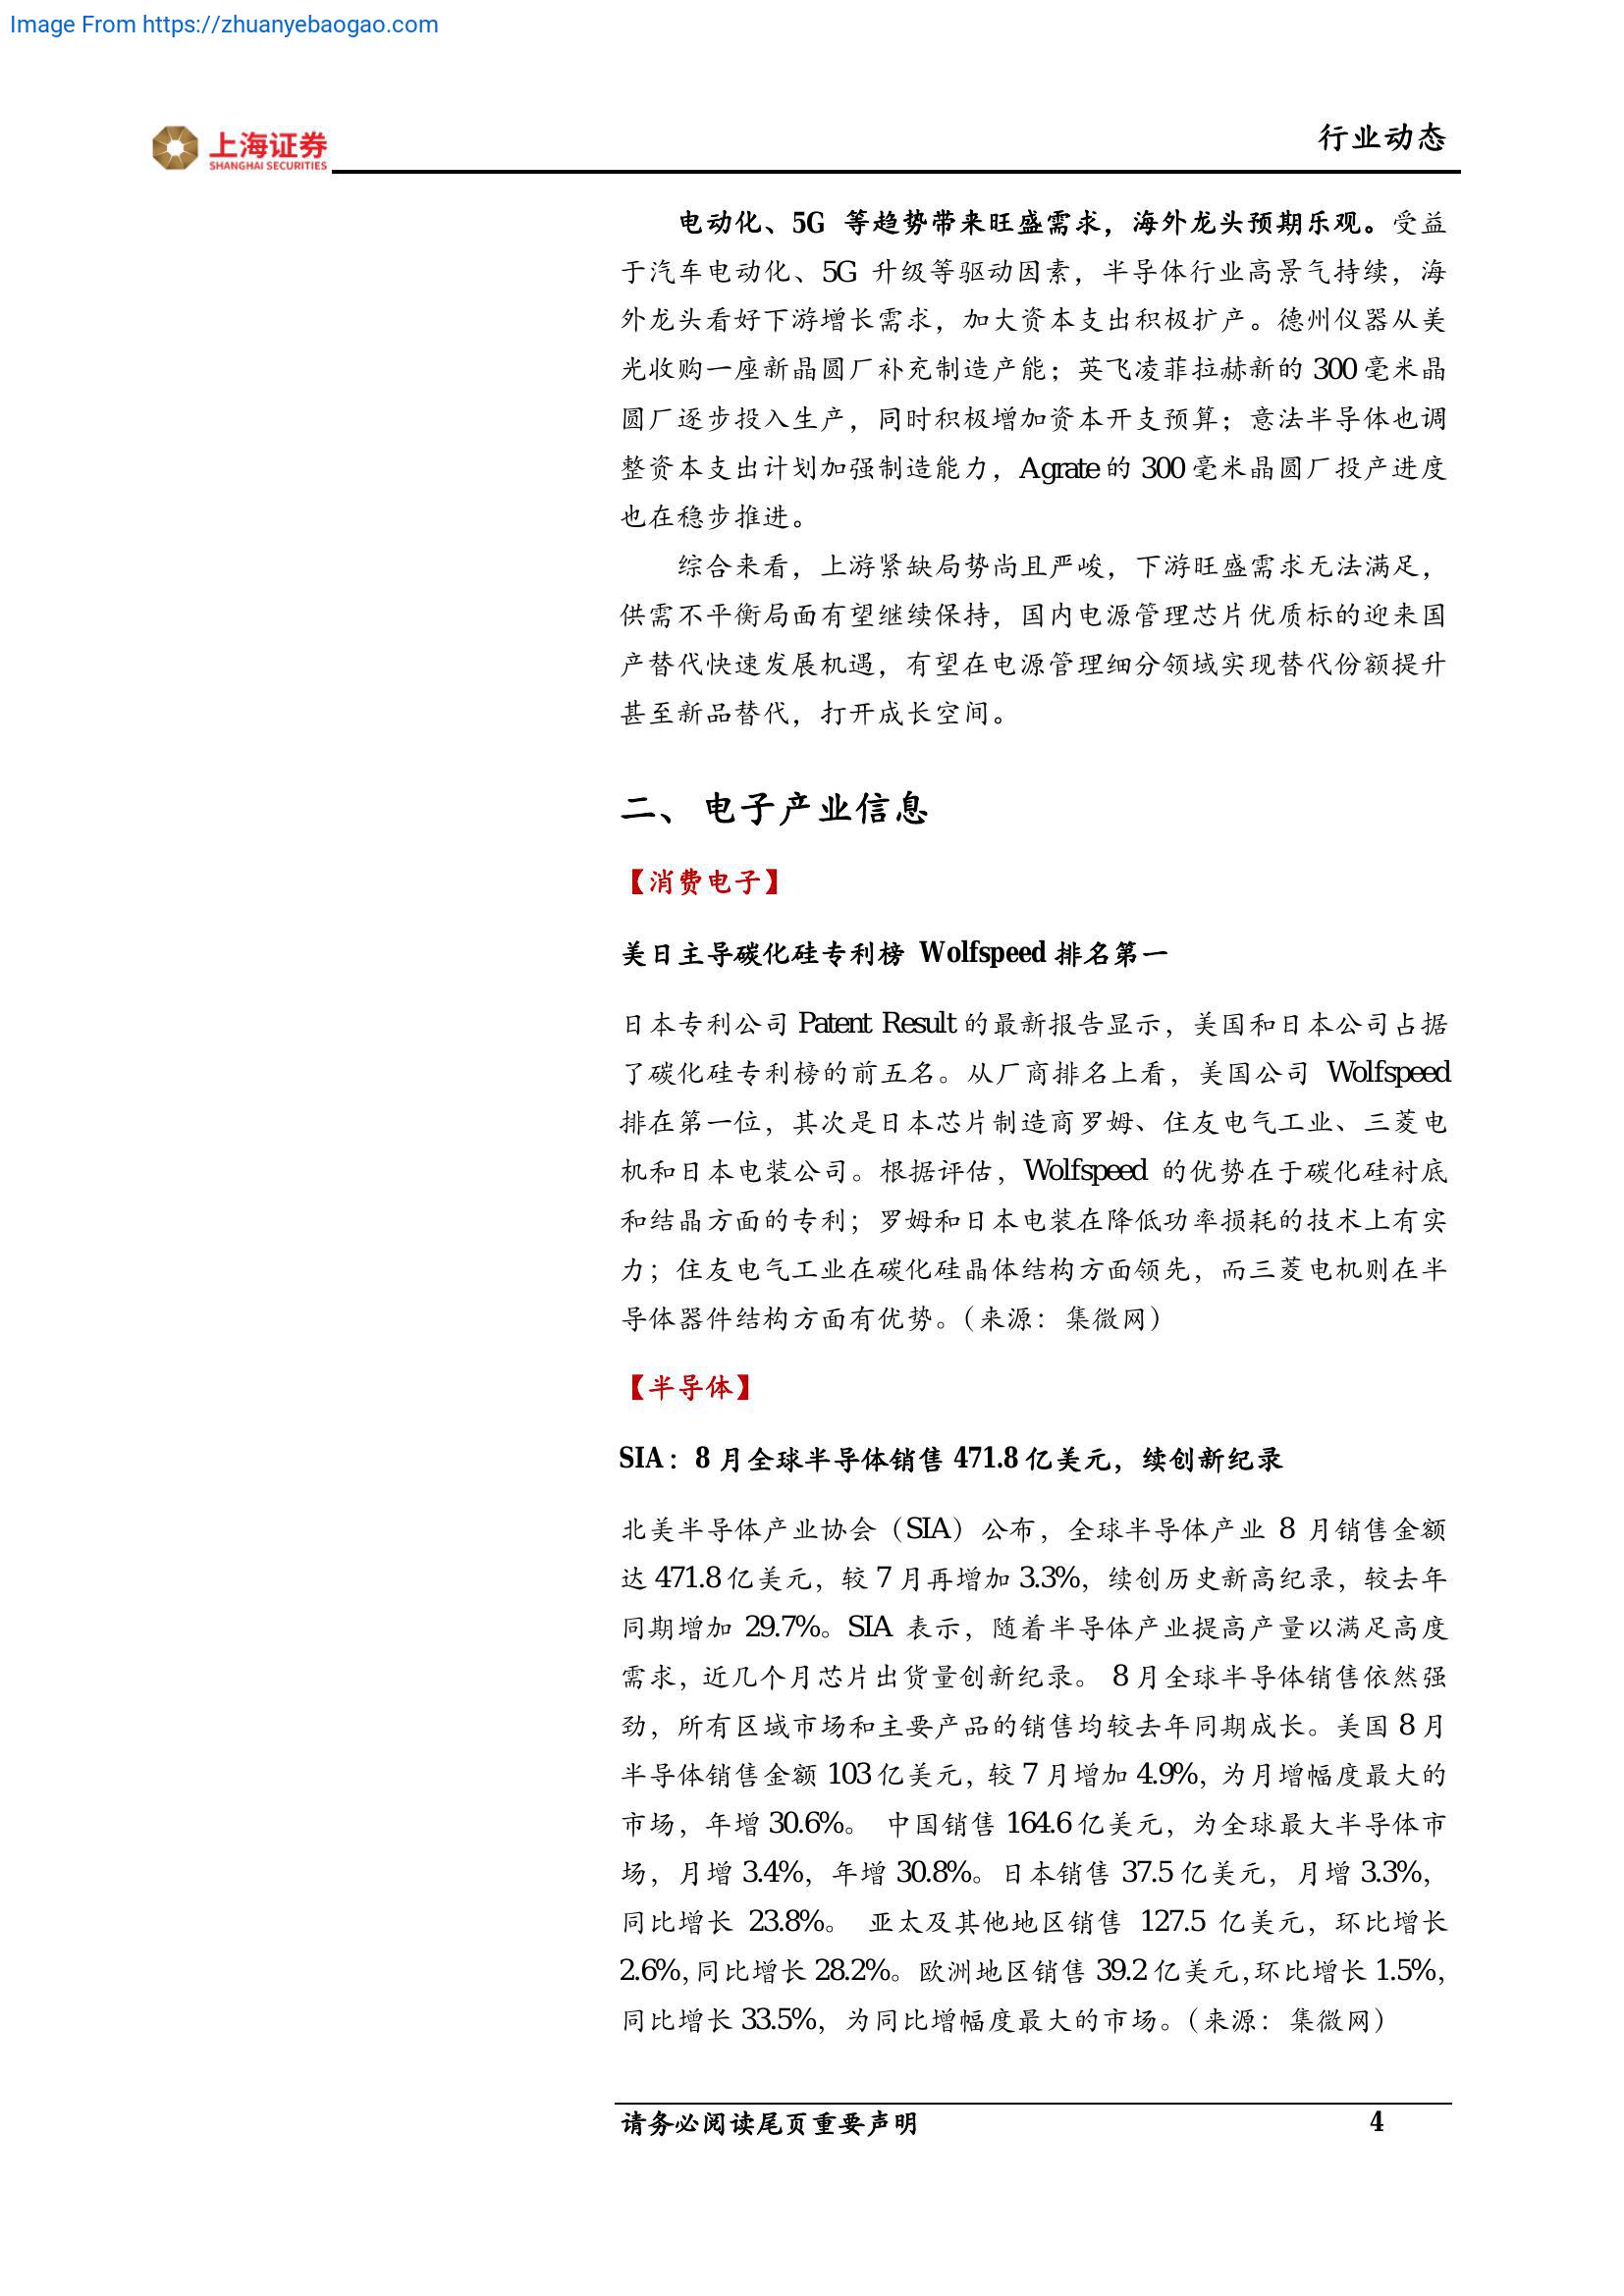 Image From https://zhuanyebaogao.com
上海证券
SHANGHAI SECURITIES
行业动态
电动化、5G 等趋势带来旺盛需求，海外龙头预期乐观。受益
于汽车电动化、5G 升级等驱动因素，半导体行业高景气持续，海
外龙头看好下游增长需求，加大资本支出积极扩产。德州仪器从美
光收购一座新晶圆厂补充制造产能；英飞凌菲拉赫新的 300 毫米晶
圆厂逐步投入生产，同时积极增加资本开支预算；意法半导体也调
整资本支出计划加强制造能力，Agrate 的 300 毫米晶圆厂投产进度
也在稳步推进。
综合来看，上游紧缺局势尚且严峻，下游旺盛需求无法满足，
供需不平衡局面有望继续保持，国内电源管理芯片优质标的迎来国
产替代快速发展机遇，有望在电源管理细分领域实现替代份额提升
甚至新品替代，打开成长空间。
二、 电子产业信息
【消费电子】
美日主导碳化硅专利榜 Wolfspeed 排名第一
日本专利公司 Patent Result 的最新报告显示，美国和日本公司占据
了碳化硅专利榜的前五名。从厂商排名上看，美国公司 Wolfspeed
排在第一位，其次是日本芯片制造商罗姆、住友电气工业、三菱电
机和日本电装公司。根据评估，Wolfspeed 的优势在于碳化硅衬底
和结晶方面的专利；罗姆和日本电装在降低功率损耗的技术上有实
力；住友电气工业在碳化硅晶体结构方面领先，而三菱电机则在半
导体器件结构方面有优势。（来源：集微网）
【半导体】
SIA：8 月全球半导体销售 471.8 亿美元，续创新纪录
北美半导体产业协会（SIA）公布，全球半导体产业 8 月销售金额
达 471.8 亿美元，较 7 月再增加 3.3%，续创历史新高纪录，较去年
同期增加 29.7%。SIA 表示，随着半导体产业提高产量以满足高度
需求，近几个月芯片出货量创新纪录。 8 月全球半导体销售依然强
劲，所有区域市场和主要产品的销售均较去年同期成长。美国 8 月
半导体销售金额 103 亿美元，较 7 月增加 4.9%，为月增幅度最大的
市场，年增 30.6%。 中国销售 164.6 亿美元，为全球最大半导体市
场，月增 3.4%，年增 30.8%。日本销售 37.5 亿美元，月增 3.3%，
同比增长 23.8%。 亚太及其他地区销售 127.5 亿美元，环比增长
2.6%，同比增长 28.2%。欧洲地区销售 39.2 亿美元，环比增长 1.5%，
同比增长 33.5%，为同比增幅度最大的市场。（来源：集微网）
请务必阅读尾页重要声明 4